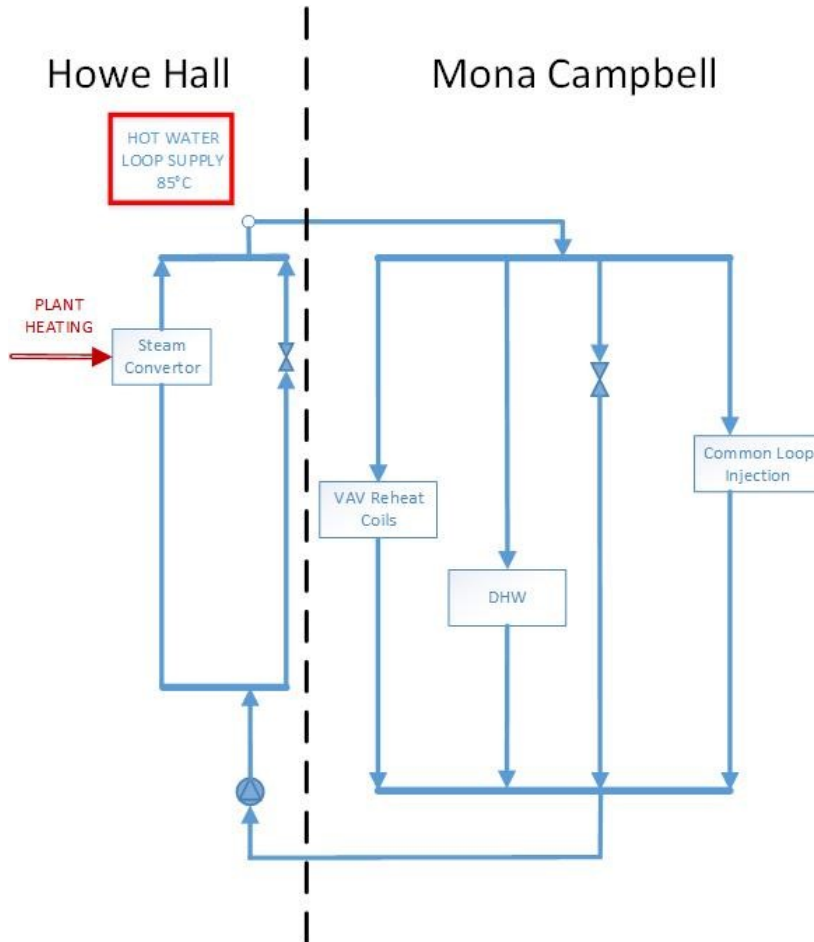 Howe Hall
Mona Campbell
HOT WATER
LOOP SUPPLY
85°C
PLANT
HEATING
Steam
Convertor
VAV Reheat
Coils
DHW
Common Loop
Injection